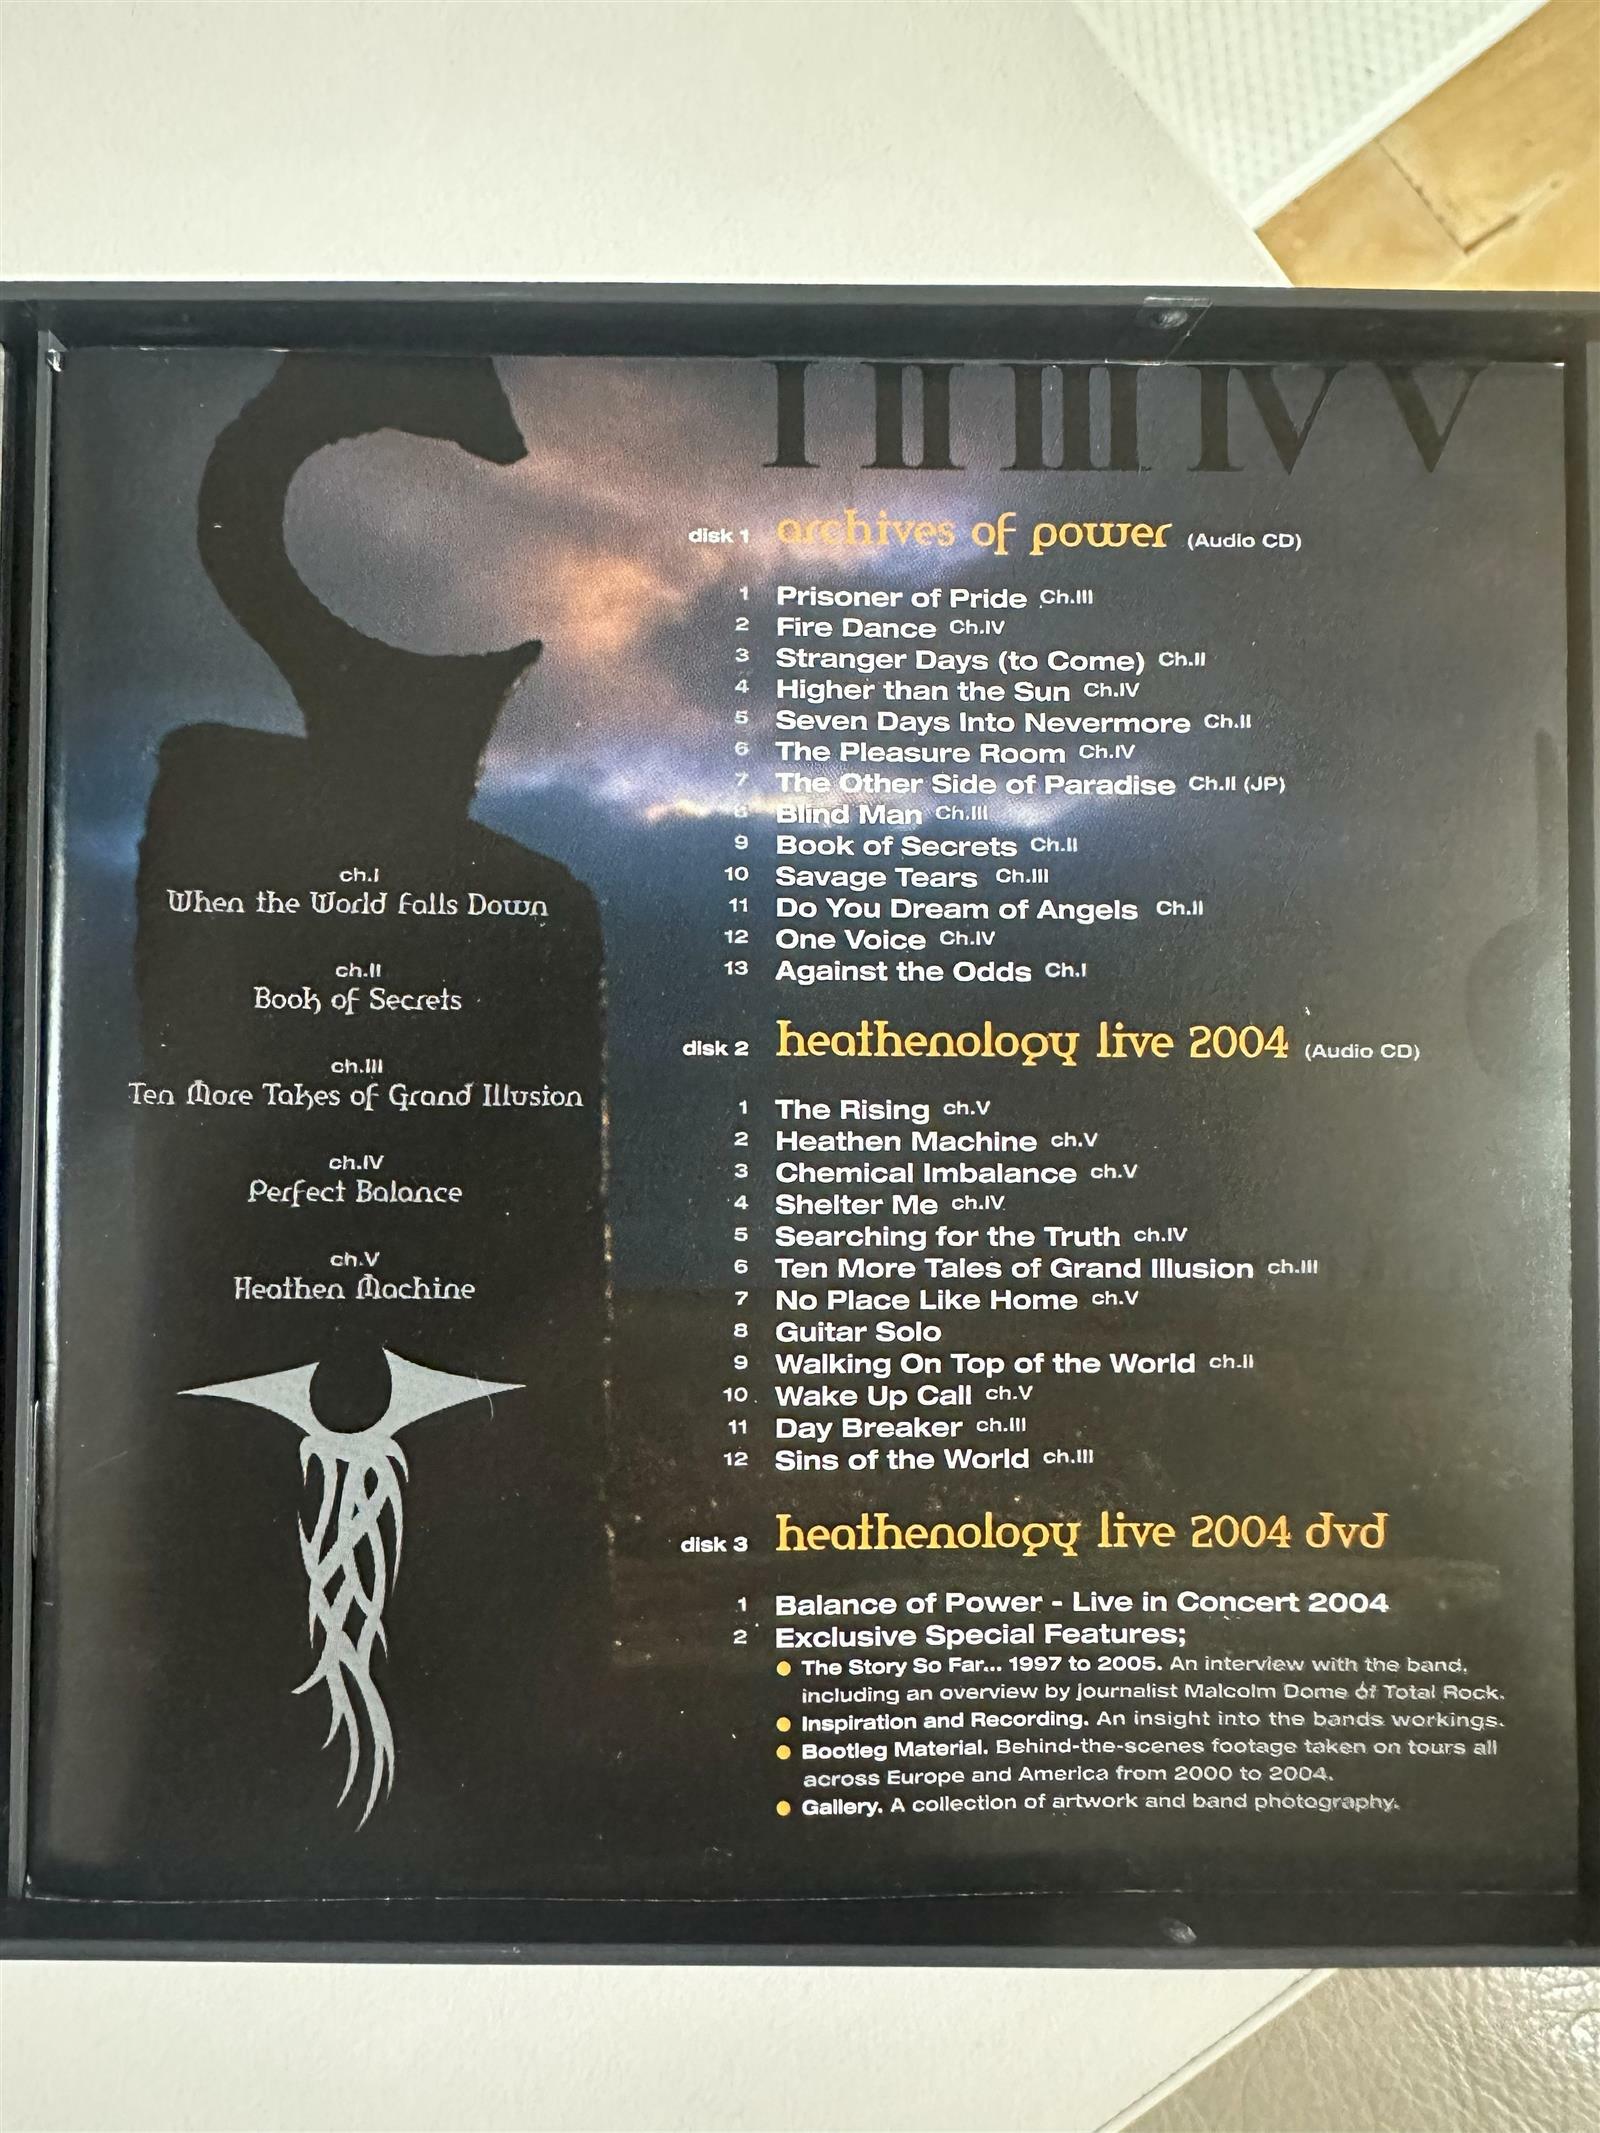 I II III IV V
disk 1 archives of power (Audio CD)
1 Prisoner of Pride Ch.III
2 Fire Dance Ch.IV
3 Stranger Days (to Come) Ch.II
4 Higher than the Sun Ch.IV
5 Seven Days Into Nevermore Ch.II
6 The Pleasure Room Ch.IV
7 The Other Side of Paradise Ch.II (JP)
8 Blind Man Ch.III
9 Book of Secrets Ch.II
10 Savage Tears Ch.III
11 Do You Dream of Angels Ch.II
12 One Voice Ch.IV
13 Against the Odds Ch.I
ch.I
When the World falls Down
ch.II
Book of Secrets
ch.III
Ten More Takes of Grand Illusion
ch.IV
Perfect Balance
ch.V
Heathen Machine
disk 2 heathenology live 2004 (Audio CD)
1 The Rising ch.V
2 Heathen Machine ch.V
3 Chemical Imbalance ch.V
4 Shelter Me ch.IV
5 Searching for the Truth ch.IV
6 Ten More Tales of Grand Illusion ch.III
7 No Place Like Home ch.V
8 Guitar Solo
9 Walking On Top of the World ch.II
10 Wake Up Call ch.V
11 Day Breaker ch.III
12 Sins of the World ch.III
disk 3 heathenology live 2004 dvd
1 Balance of Power - Live in Concert 2004
2 Exclusive Special Features;
The Story So Far... 1997 to 2005. An interview with the band,
including an overview by journalist Malcolm Dome of Total Rock.
Inspiration and Recording. An insight into the bands workings.
Bootleg Material. Behind-the-scenes footage taken on tours all
across Europe and America from 2000 to 2004.
Gallery. A collection of artwork and band photography.